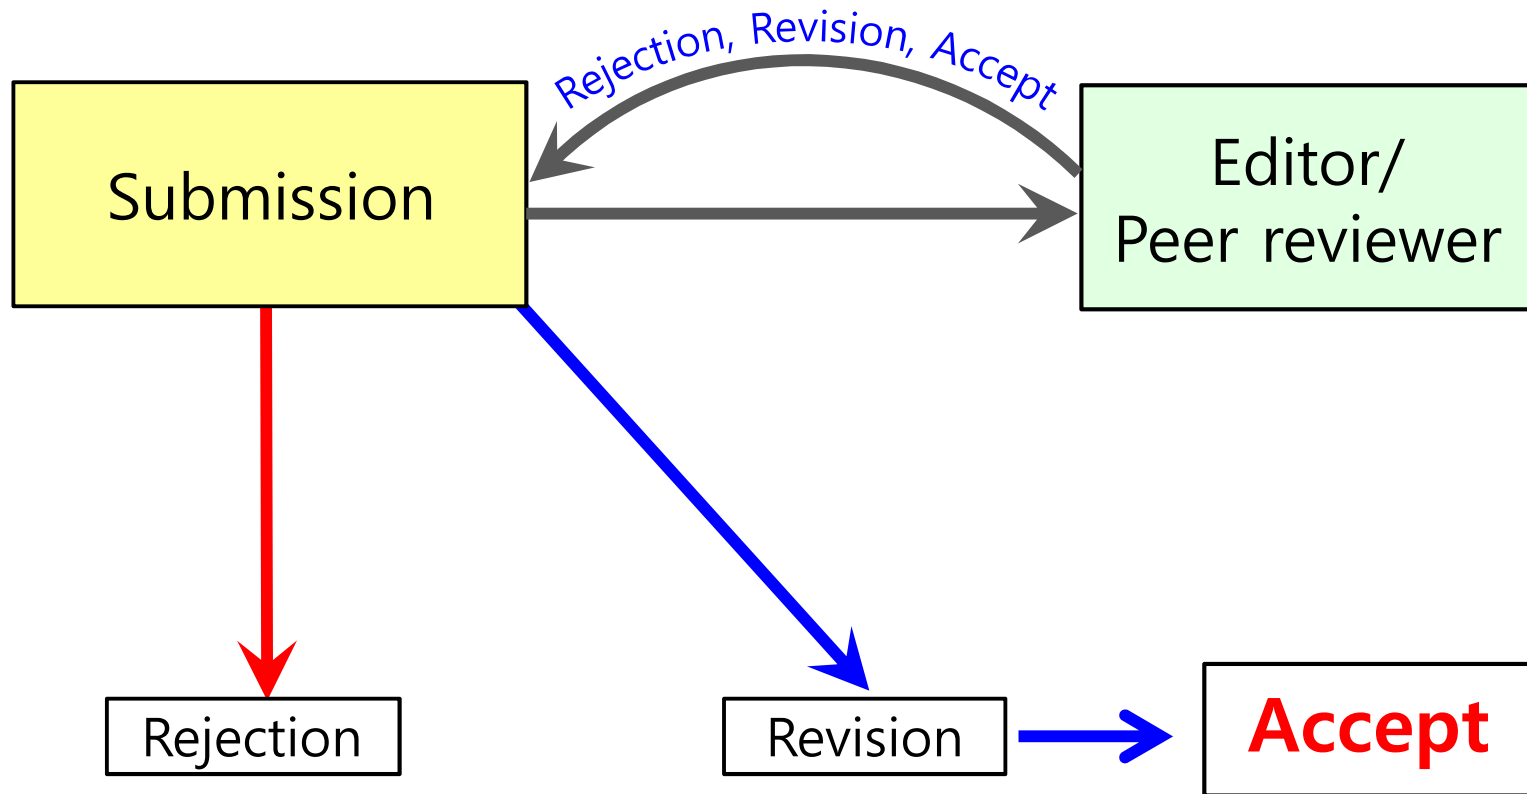 Rejection, Revision, Accept
Submission
Editor/
Peer reviewer
Rejection
Revision
Accept